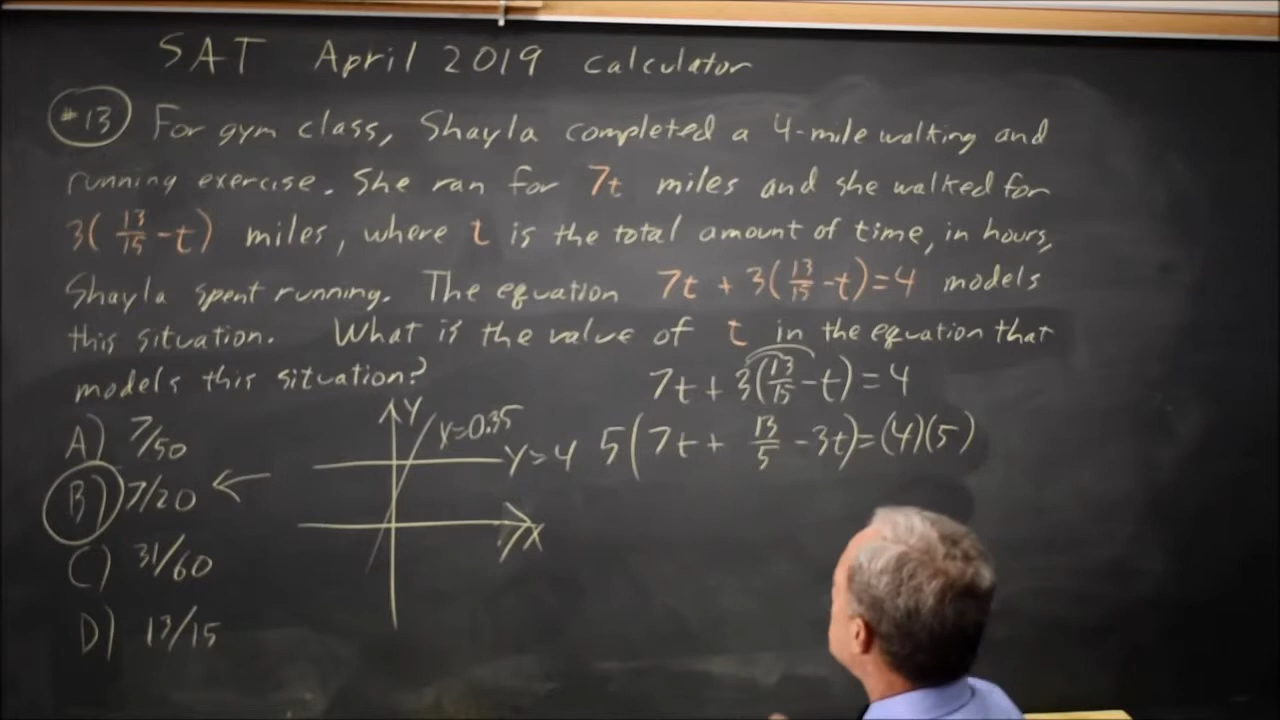 SAT April 2019 calculator
#13 For gym class, Shayla completed a 4-mile walking and
running exercise. She ran for 7t miles and she walked for
3(13/15 - t) miles, where t is the total amount of time, in hours,
Shayla spent running. The equation 7t + 3(13/15 - t) = 4 models
this situation. What is the value of t in the equation that
models this situation?
7t + 3(13/15 - t) = 4
A) 7/50
B) 7/20
C) 31/60
D) 13/15
Y
X=0.35
Y=4
X
5(7t + 13/5 - 3t) = (4)(5)